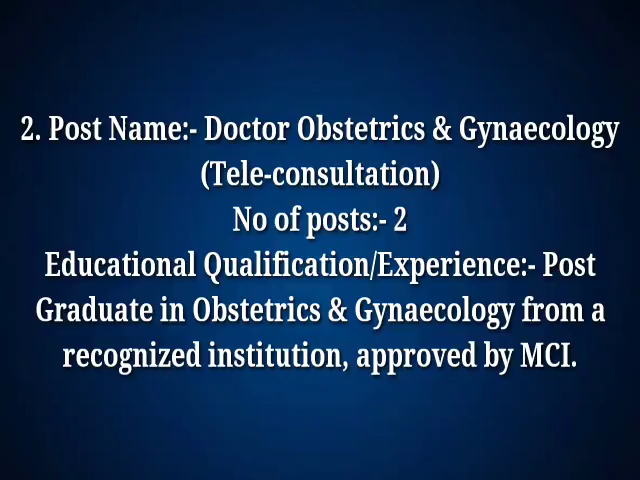 2. Post Name:- Doctor Obstetrics & Gynaecology
(Tele-consultation)
No of posts:- 2
Educational Qualification/Experience:- Post
Graduate in Obstetrics & Gynaecology from a
recognized institution, approved by MCI.